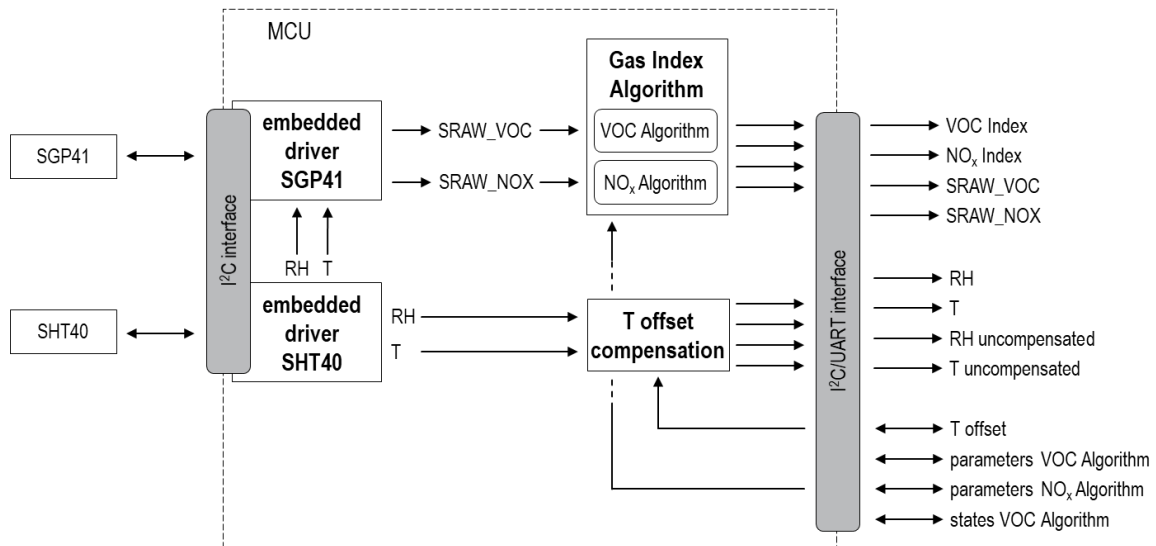 MCU
Gas Index
Algorithm
VOC Algorithm
NOₓ Algorithm
SGP41
SHT40
I²C interface
embedded
driver
SGP41
SRAW_VOC
SRAW_NOX
RH T
embedded
driver
SHT40
RH
T
T offset
compensation
I²C/UART interface
VOC Index
NOₓ Index
SRAW_VOC
SRAW_NOX
RH
T
RH uncompensated
T uncompensated
T offset
parameters VOC Algorithm
parameters NOₓ Algorithm
states VOC Algorithm